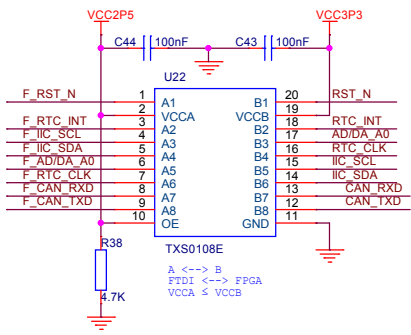 VCC2P5 VCC3P3
C44 100nF C43 100nF
U22
F_RST_N 1 A1 B1 20 RST_N
2 VCCA VCCB 19
F_RTC_INT 3 A2 B2 18 RTC_INT
F_IIC_SCL 4 A3 B3 17 AD/DA_A0
F_IIC_SDA 5 A4 B4 16 RTC_CLK
F_AD/DA_A0 6 A5 B5 15 IIC_SCL
F_RTC_CLK 7 A6 B6 14 IIC_SDA
F_CAN_RXD 8 A7 B7 13 CAN_RXD
F_CAN_TXD 9 A8 B8 12 CAN_TXD
10 OE GND 11
R38
TXS0108E
4.7K
A <--> B
FTDI <--> FPGA
VCCA ≤ VCCB